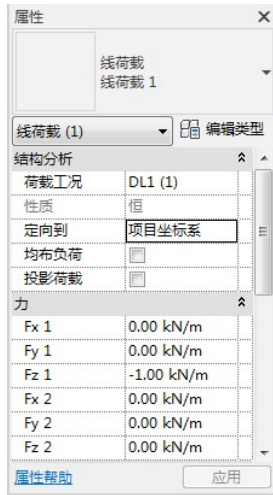 属性
线荷载
线荷载 1
线荷载 (1)
编辑类型
结构分析
荷载工况 DL1 (1)
性质 恒
定向到 项目坐标系
均布负荷
投影荷载
力
Fx 1 0.00 kN/m
Fy 1 0.00 kN/m
Fz 1 -1.00 kN/m
Fx 2 0.00 kN/m
Fy 2 0.00 kN/m
Fz 2 0.00 kN/m
属性帮助
应用